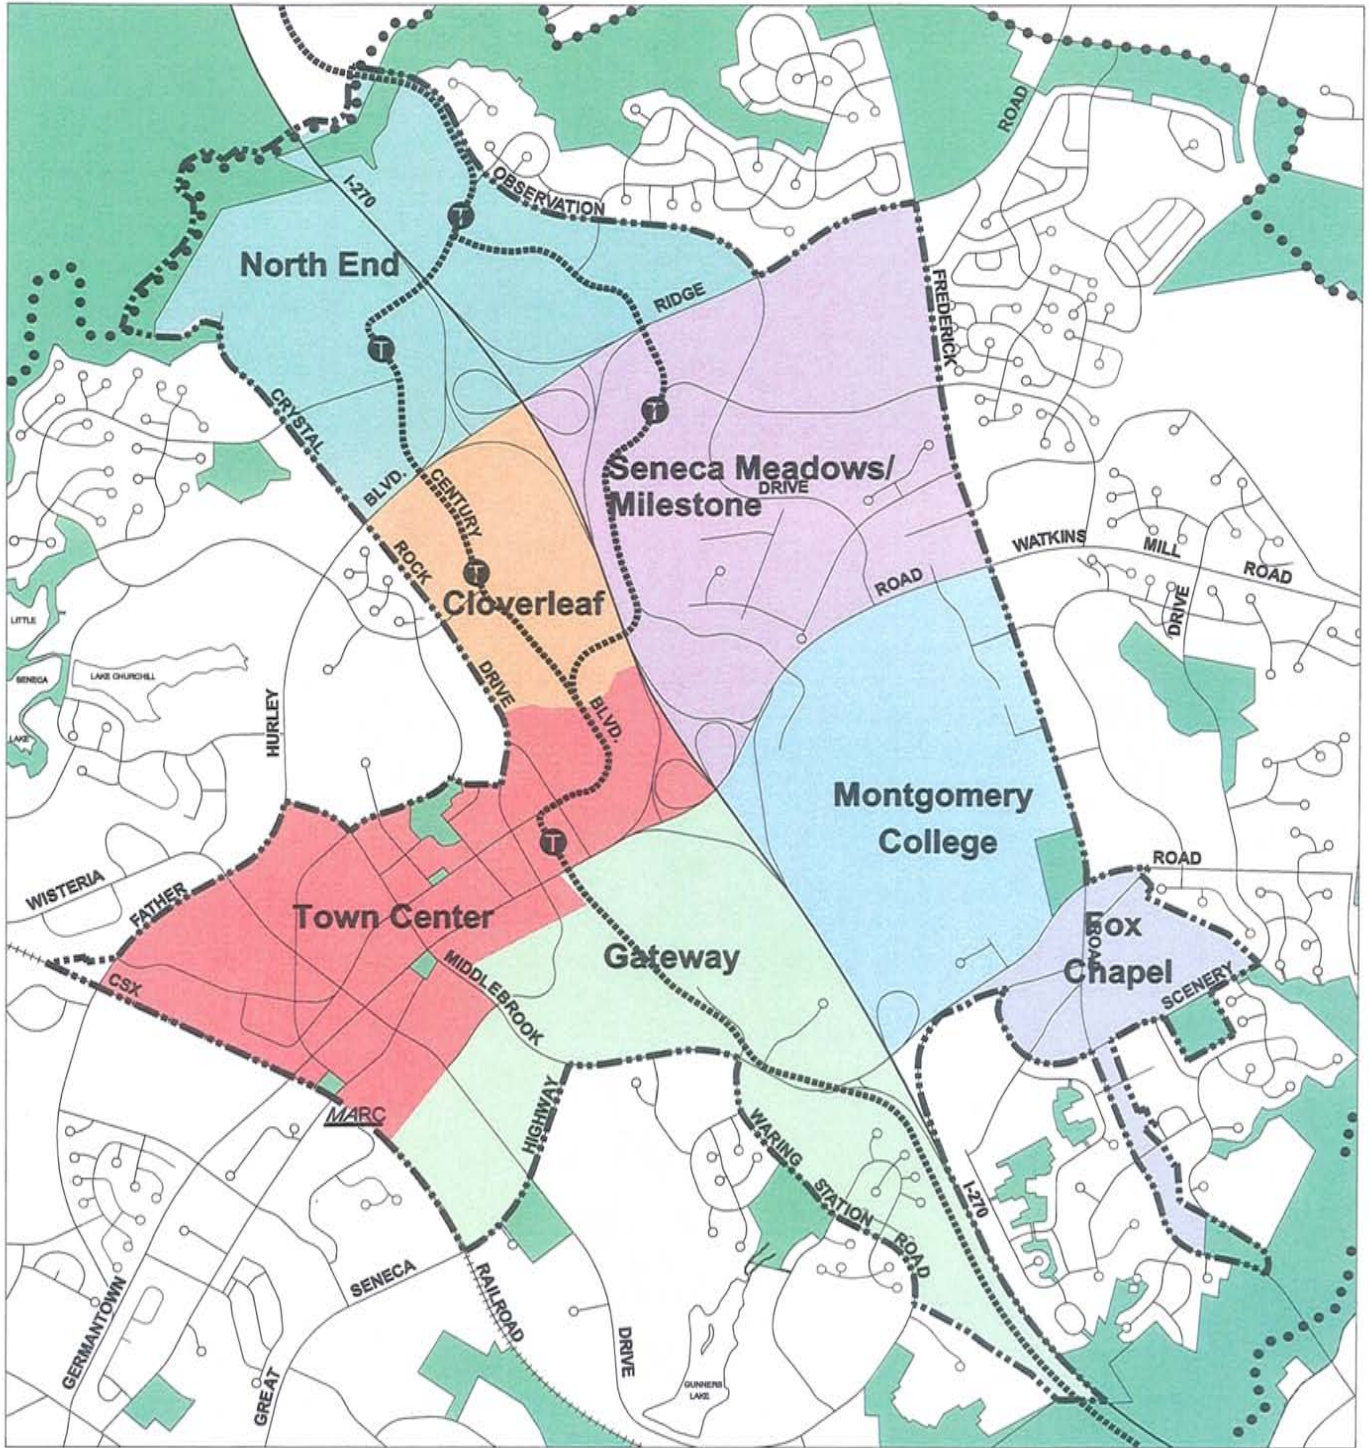 ROAD
I-270
OBSERVATION
T
North End
RIDGE
FREDERICK
T
T
CRYSTAL
BLVD.
CENTURY
Seneca Meadows/
DRIVE
Milestone
WATKINS
MILL
ROAD
ROCK
T
ROAD
Cloverleaf
DRIVE
LITTLE
SENECA
LAKE
LAKE CHURCHILL
HURLEY
DRIVE
BLVD.
Montgomery
College
T
ROAD
WISTERIA
FATHER
Town Center
Fox
ROAD
Chapel
Gateway
MIDDLEBROOK
SCENERY
CSX
MARC
HIGHWAY
WARING
STATION
ROAD
I-270
SENECA
RAILROAD
GERMANTOWN
GREAT
DRIVE
GUNNERS
LAKE